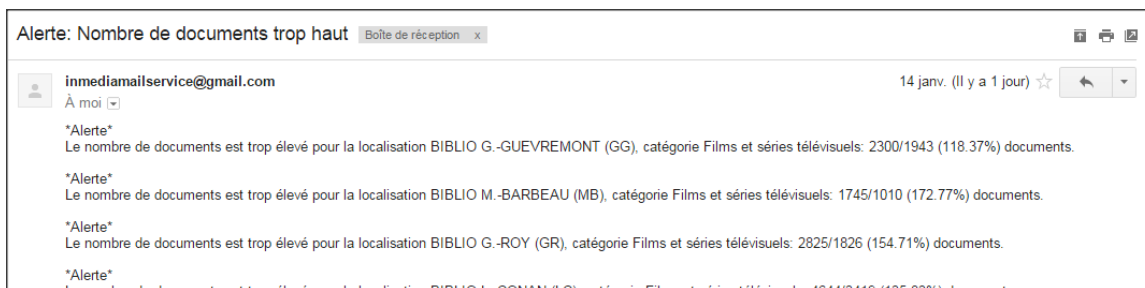 Alerte: Nombre de documents trop haut Boîte de réception x
inmediamailservice@gmail.com 14 janv. (Il y a 1 jour)
À moi
*Alerte*
Le nombre de documents est trop élevé pour la localisation BIBLIO G.-GUEVREMONT (GG), catégorie Films et séries télévisuels: 2300/1943 (118.37%) documents.
*Alerte*
Le nombre de documents est trop élevé pour la localisation BIBLIO M.-BARBEAU (MB), catégorie Films et séries télévisuels: 1745/1010 (172.77%) documents.
*Alerte*
Le nombre de documents est trop élevé pour la localisation BIBLIO G.-ROY (GR), catégorie Films et séries télévisuels: 2825/1826 (154.71%) documents.
*Alerte*